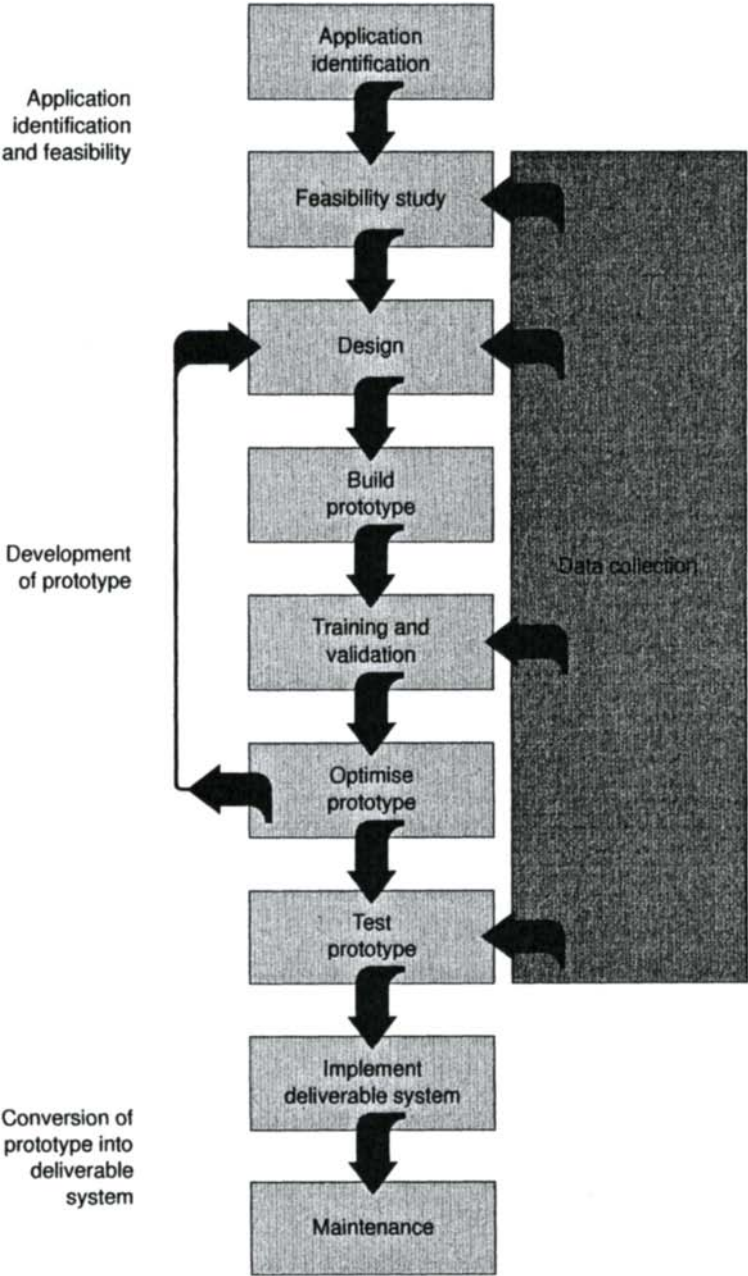 Application
identification
Application
identification
and feasibility
Feasibility study
Design
Build
prototype
Development
of prototype
Data collection
Training and
validation
Optimise
prototype
Test
prototype
Implement
deliverable system
Conversion of
prototype into
deliverable
system
Maintenance